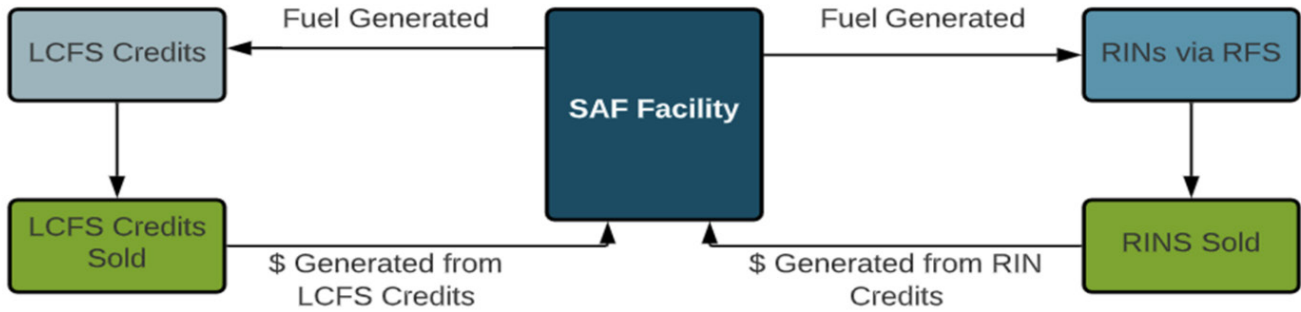 Fuel Generated
Fuel Generated
LCFS Credits
SAF Facility
RINs via RFS
LCFS Credits
Sold
$ Generated from
LCFS Credits
$ Generated from RIN
Credits
RINS Sold